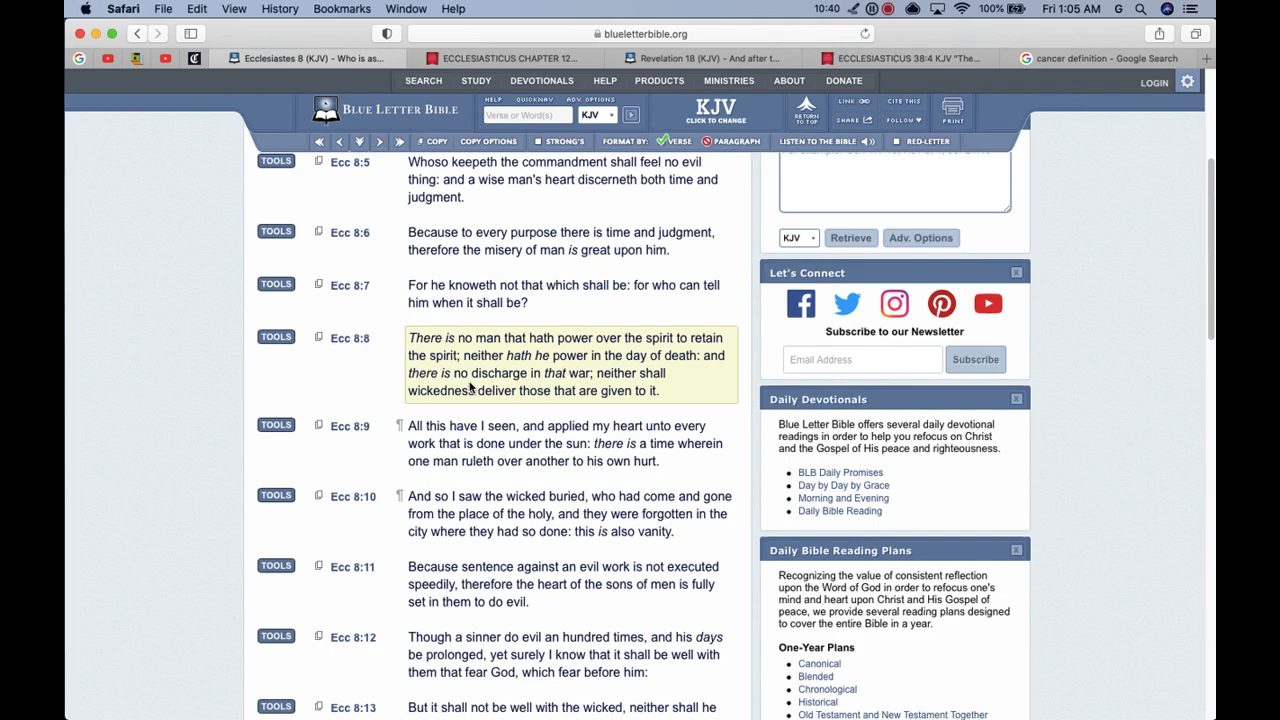 Safari File Edit View History Bookmarks Window Help 10:40 100% Fri 1:05 AM G
blueletterbible.org
Ecclesiastes 8 (KJV) - Who is as...
ECCLESIASTICUS CHAPTER 12...
Revelation 18 (KJV) - And after t...
ECCLESIASTICUS 38:4 KJV "The...
cancer definition - Google Search
SEARCH STUDY DEVOTIONALS HELP PRODUCTS MINISTRIES ABOUT DONATE LOGIN
BLUE LETTER BIBLE
HELP QUICKNAV ADV. OPTIONS
Verse or Word(s) KJV
KJV
CLICK TO CHANGE
RETURN
TO TOP
LINK CITE THIS
SHARE FOLLOW
PRINT
COPY COPY OPTIONS STRONG'S FORMAT BY: VERSE PARAGRAPH LISTEN TO THE BIBLE RED-LETTER
TOOLS Ecc 8:5 Whoso keepeth the commandment shall feel no evil
thing: and a wise man's heart discerneth both time and
judgment.
TOOLS Ecc 8:6 Because to every purpose there is time and judgment,
therefore the misery of man is great upon him.
TOOLS Ecc 8:7 For he knoweth not that which shall be: for who can tell
him when it shall be?
TOOLS Ecc 8:8 There is no man that hath power over the spirit to retain
the spirit; neither hath he power in the day of death: and
there is no discharge in that war; neither shall
wickedness deliver those that are given to it.
TOOLS Ecc 8:9 ¶ All this have I seen, and applied my heart unto every
work that is done under the sun: there is a time wherein
one man ruleth over another to his own hurt.
TOOLS Ecc 8:10 ¶ And so I saw the wicked buried, who had come and gone
from the place of the holy, and they were forgotten in the
city where they had so done: this is also vanity.
TOOLS Ecc 8:11 Because sentence against an evil work is not executed
speedily, therefore the heart of the sons of men is fully
set in them to do evil.
TOOLS Ecc 8:12 Though a sinner do evil an hundred times, and his days
be prolonged, yet surely I know that it shall be well with
them that fear God, which fear before him:
TOOLS Ecc 8:13 But it shall not be well with the wicked, neither shall he
KJV Retrieve Adv. Options
Let's Connect
Subscribe to our Newsletter
Email Address Subscribe
Daily Devotionals
Blue Letter Bible offers several daily devotional
readings in order to help you refocus on Christ
and the Gospel of His peace and righteousness.
BLB Daily Promises
Day by Day by Grace
Morning and Evening
Daily Bible Reading
Daily Bible Reading Plans
Recognizing the value of consistent reflection
upon the Word of God in order to refocus one's
mind and heart upon Christ and His Gospel of
peace, we provide several reading plans designed
to cover the entire Bible in a year.
One-Year Plans
Canonical
Blended
Chronological
Historical
Old Testament and New Testament Together